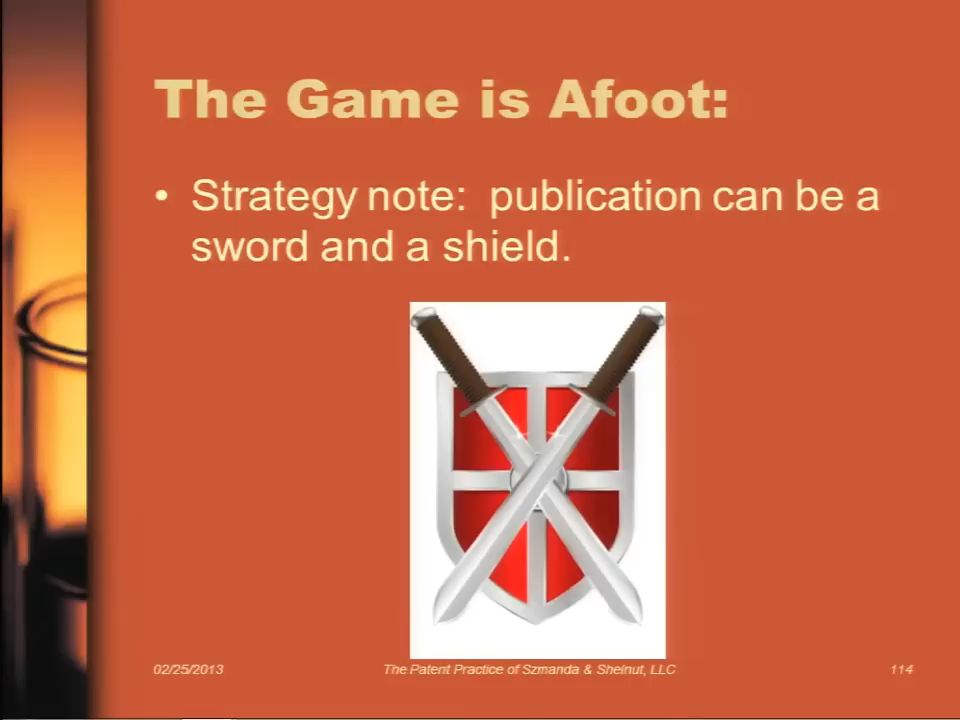 The Game is Afoot:
• Strategy note:  publication can be a
sword and a shield.
02/25/2013
The Patent Practice of Szmanda & Shelnut, LLC
114